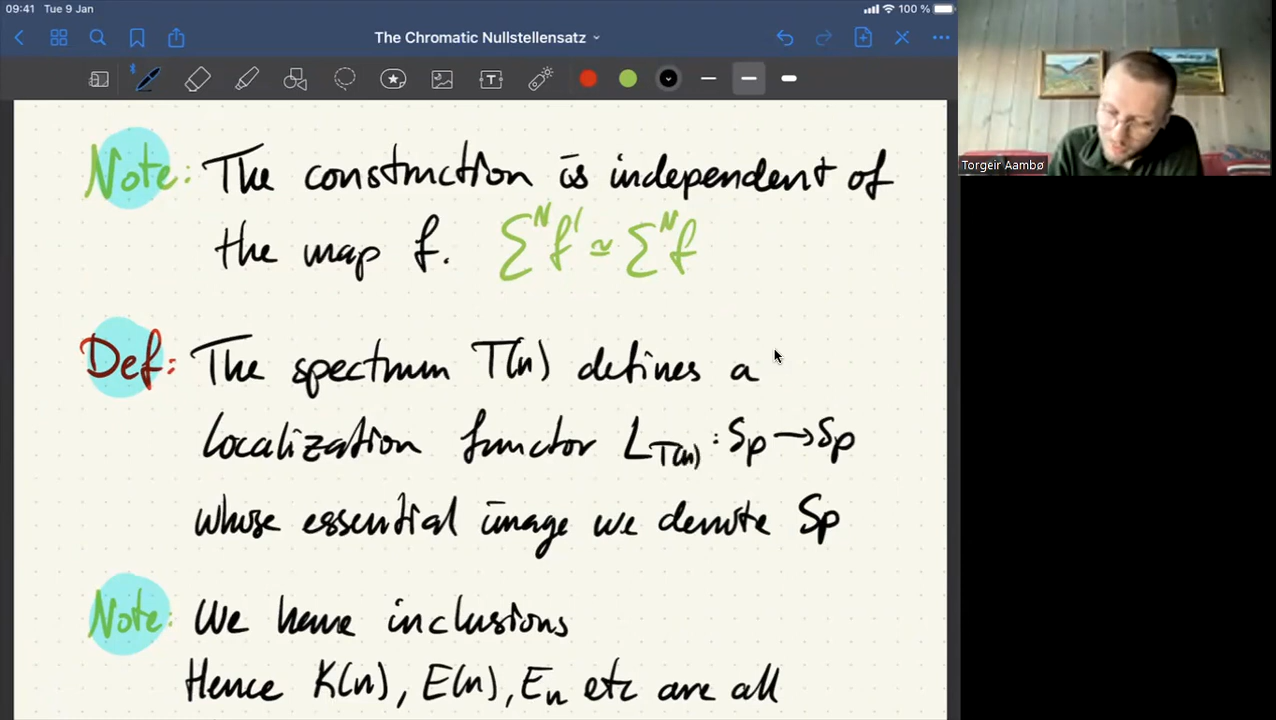 09:41 Tue 9 Jan 100 %
The Chromatic Nullstellensatz
Note: The construction is independent of
the map f. Σ^N f' ≃ Σ^N f
Def: The spectrum T(n) defines a
localization functor L_T(n) : Sp → Sp
whose essential image we denote Sp
Note: We have inclusions
Hence K(n), E(n), E_n etc are all
Torgeir Aambø